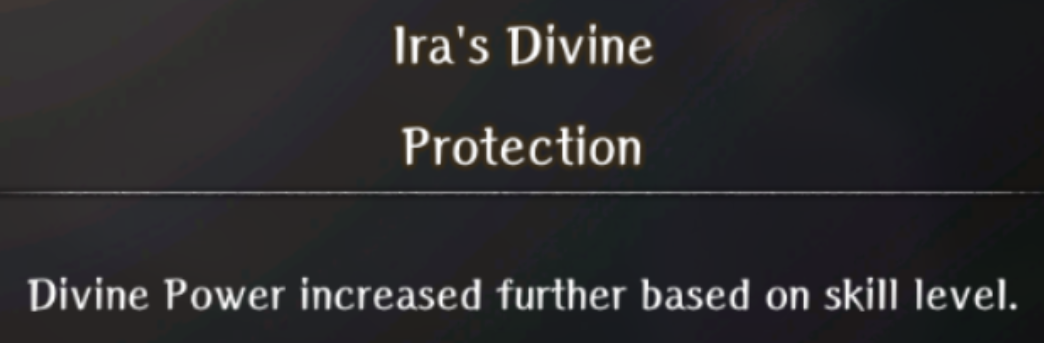 Ira's Divine
Protection
Divine Power increased further based on skill level.